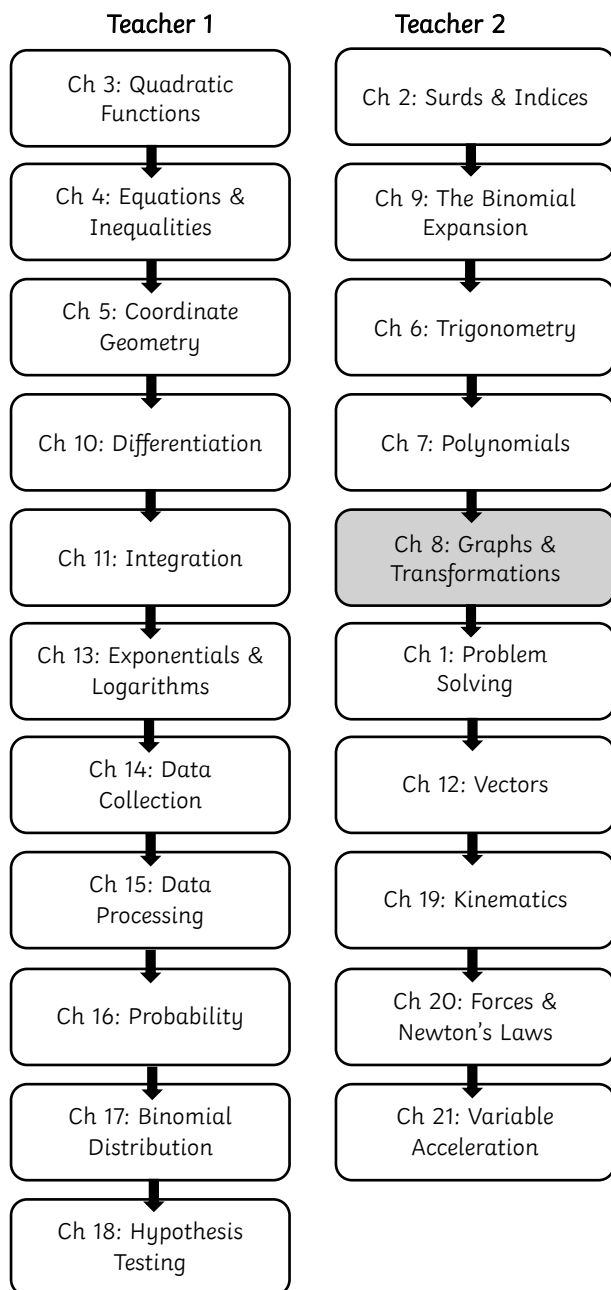 Teacher 1
Ch 3: Quadratic
Functions
Ch 4: Equations &
Inequalities
Ch 5: Coordinate
Geometry
Ch 10: Differentiation
Ch 11: Integration
Ch 13: Exponentials &
Logarithms
Ch 14: Data
Collection
Ch 15: Data
Processing
Ch 16: Probability
Ch 17: Binomial
Distribution
Ch 18: Hypothesis
Testing
Teacher 2
Ch 2: Surds & Indices
Ch 9: The Binomial
Expansion
Ch 6: Trigonometry
Ch 7: Polynomials
Ch 8: Graphs &
Transformations
Ch 1: Problem
Solving
Ch 12: Vectors
Ch 19: Kinematics
Ch 20: Forces &
Newton's Laws
Ch 21: Variable
Acceleration